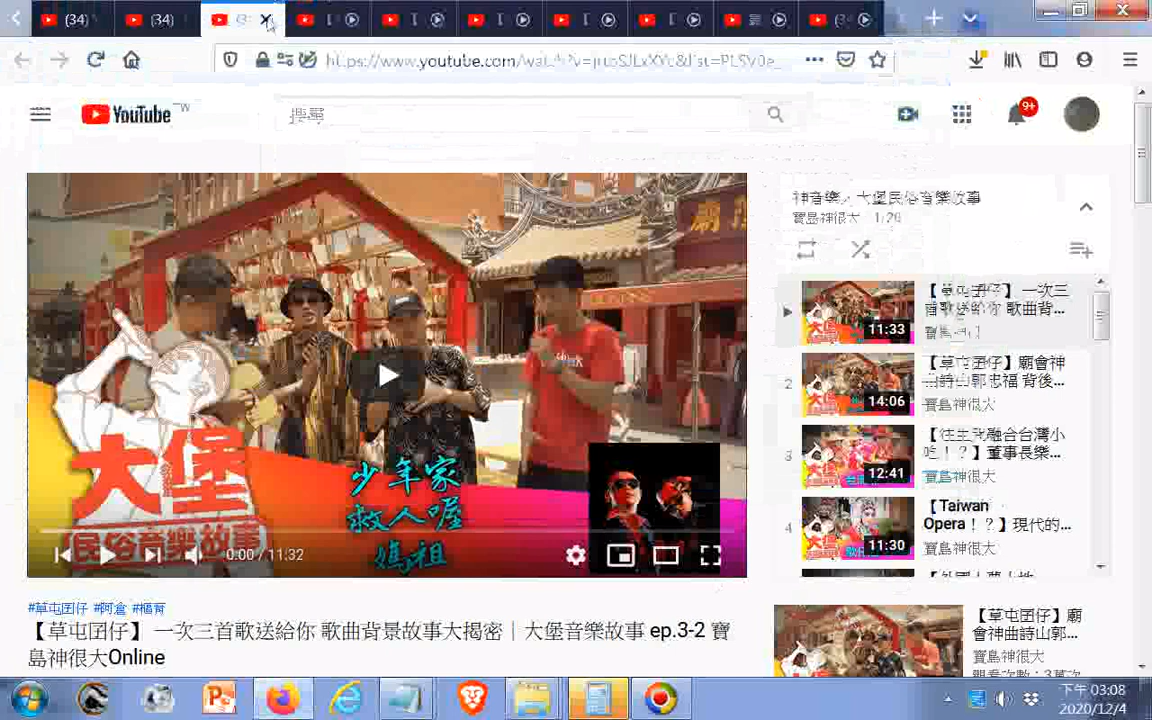 (34)
(34)
YouTube TW
搜尋
9+
少年家
救人喔
媽祖
大堡
民俗音樂故事
0:00 / 11:32
#草屯囝仔 #阿倉 #楊育
【草屯囝仔】 一次三首歌送給你 歌曲背景故事大揭密｜大堡音樂故事 ep.3-2 寶
島神很大Online
神音樂／大堡民俗音樂故事
寶島神很大 - 1/28
【草屯囝仔】一次三
首歌送給你 歌曲背...
11:33
2
【草屯囝仔】廟會神
曲詩山郭忠福 背後...
寶島神很大
14:06
3
寶島神很大
12:41
4
【Taiwan
Opera！？】現代的...
寶島神很大
11:30
【草屯囝仔】廟
會神曲詩山郭...
寶島神很大
下午 03:08
2020/12/4